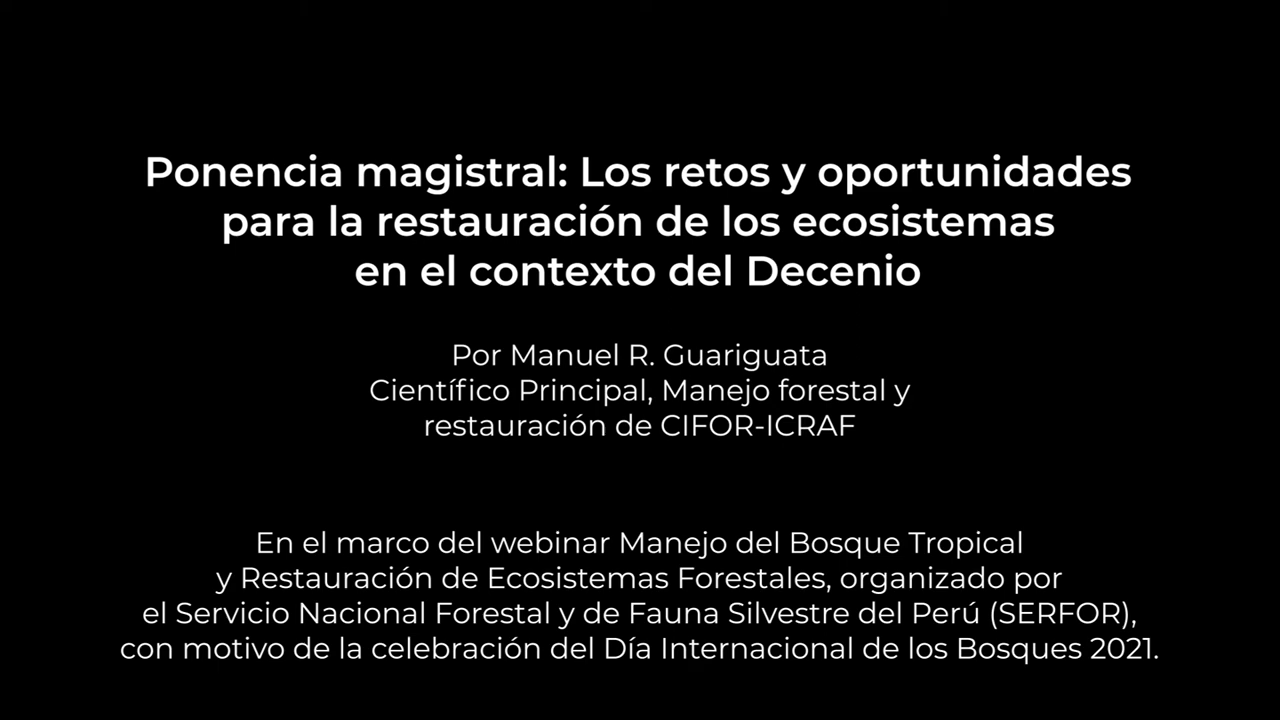 Ponencia magistral: Los retos y oportunidades
para la restauración de los ecosistemas
en el contexto del Decenio
Por Manuel R. Guariguata
Científico Principal, Manejo forestal y
restauración de CIFOR-ICRAF
En el marco del webinar Manejo del Bosque Tropical
y Restauración de Ecosistemas Forestales, organizado por
el Servicio Nacional Forestal y de Fauna Silvestre del Perú (SERFOR),
con motivo de la celebración del Día Internacional de los Bosques 2021.